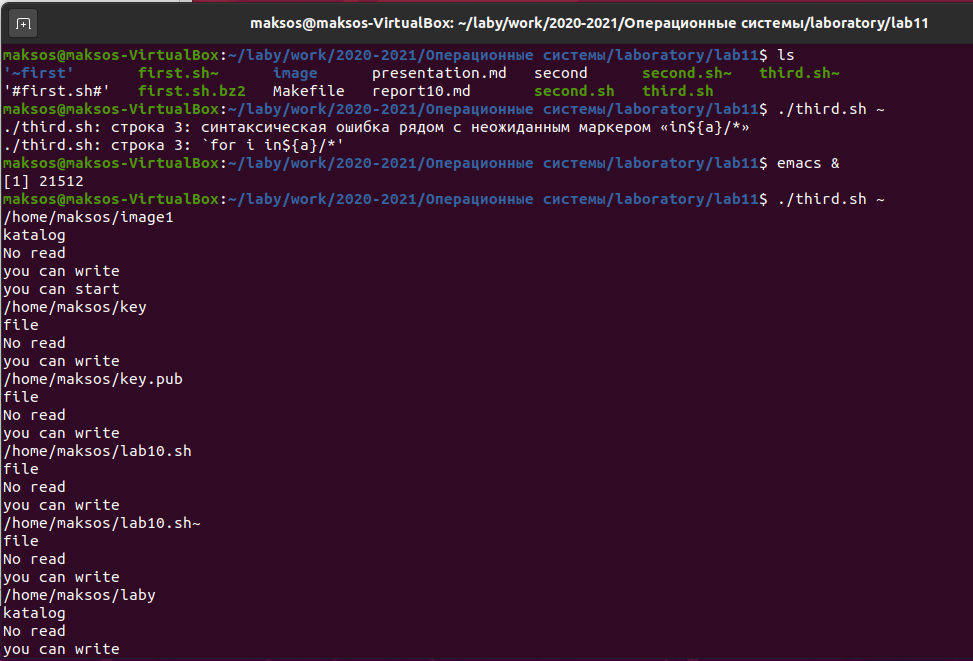 maksos@maksos-VirtualBox: ~/laby/work/2020-2021/Операционные системы/laboratory/lab11
maksos@maksos-VirtualBox:~/laby/work/2020-2021/Операционные системы/laboratory/lab11$ ls
'~first'       first.sh~      image      presentation.md   second      second.sh~   third.sh~
'#first.sh#'   first.sh.bz2   Makefile   report10.md       second.sh   third.sh
maksos@maksos-VirtualBox:~/laby/work/2020-2021/Операционные системы/laboratory/lab11$ ./third.sh ~
./third.sh: строка 3: синтаксическая ошибка рядом с неожиданным маркером «in${a}/*»
./third.sh: строка 3: `for i in${a}/*'
maksos@maksos-VirtualBox:~/laby/work/2020-2021/Операционные системы/laboratory/lab11$ emacs &
[1] 21512
maksos@maksos-VirtualBox:~/laby/work/2020-2021/Операционные системы/laboratory/lab11$ ./third.sh ~
/home/maksos/image1
katalog
No read
you can write
you can start
/home/maksos/key
file
No read
you can write
/home/maksos/key.pub
file
No read
you can write
/home/maksos/lab10.sh
file
No read
you can write
/home/maksos/lab10.sh~
file
No read
you can write
/home/maksos/laby
katalog
No read
you can write